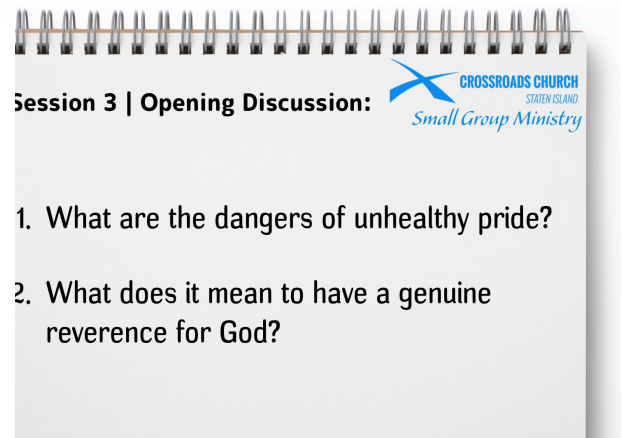 CROSSROADS CHURCH
STATEN ISLAND
Small Group Ministry
Session 3 | Opening Discussion:
1. What are the dangers of unhealthy pride?
2. What does it mean to have a genuine
reverence for God?